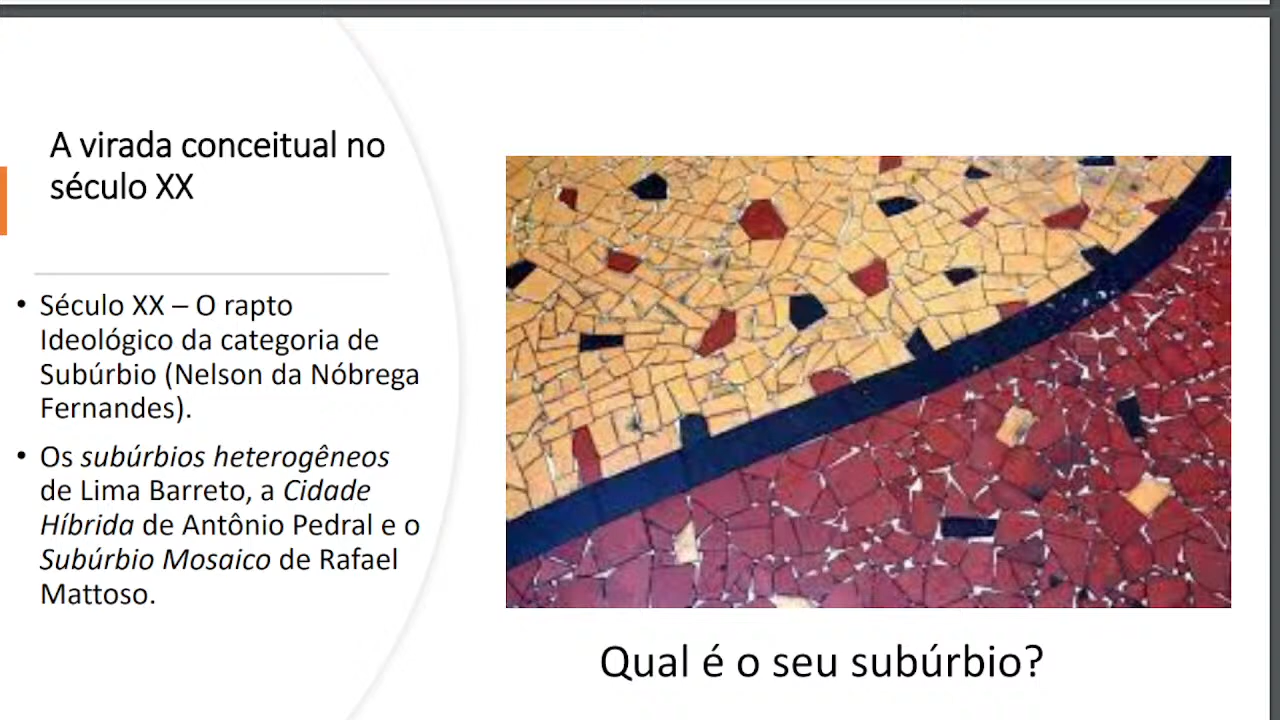 A virada conceitual no
século XX
• Século XX – O rapto
Ideológico da categoria de
Subúrbio (Nelson da Nóbrega
Fernandes).
• Os subúrbios heterogêneos
de Lima Barreto, a Cidade
Híbrida de Antônio Pedral e o
Subúrbio Mosaico de Rafael
Mattoso.
Qual é o seu subúrbio?